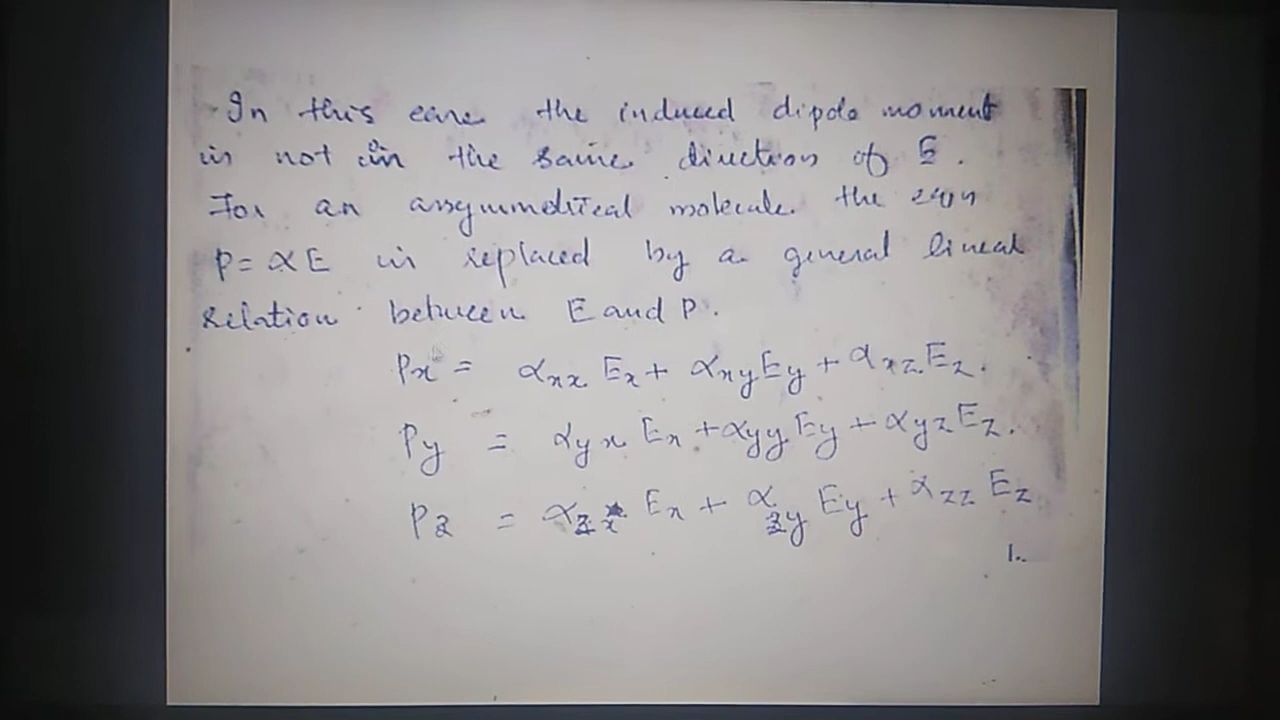 In this case the induced dipole moment
is not in the same direction of E.
For an assymmetrical molecule the eqn
p = αE is replaced by a general linear
relation between E and P.
Px = αxx Ex + αxy Ey + αxz Ez.
Py = αyx Ex + αyy Ey + αyz Ez.
Pz = αzx Ex + αzy Ey + αzz Ez
1.